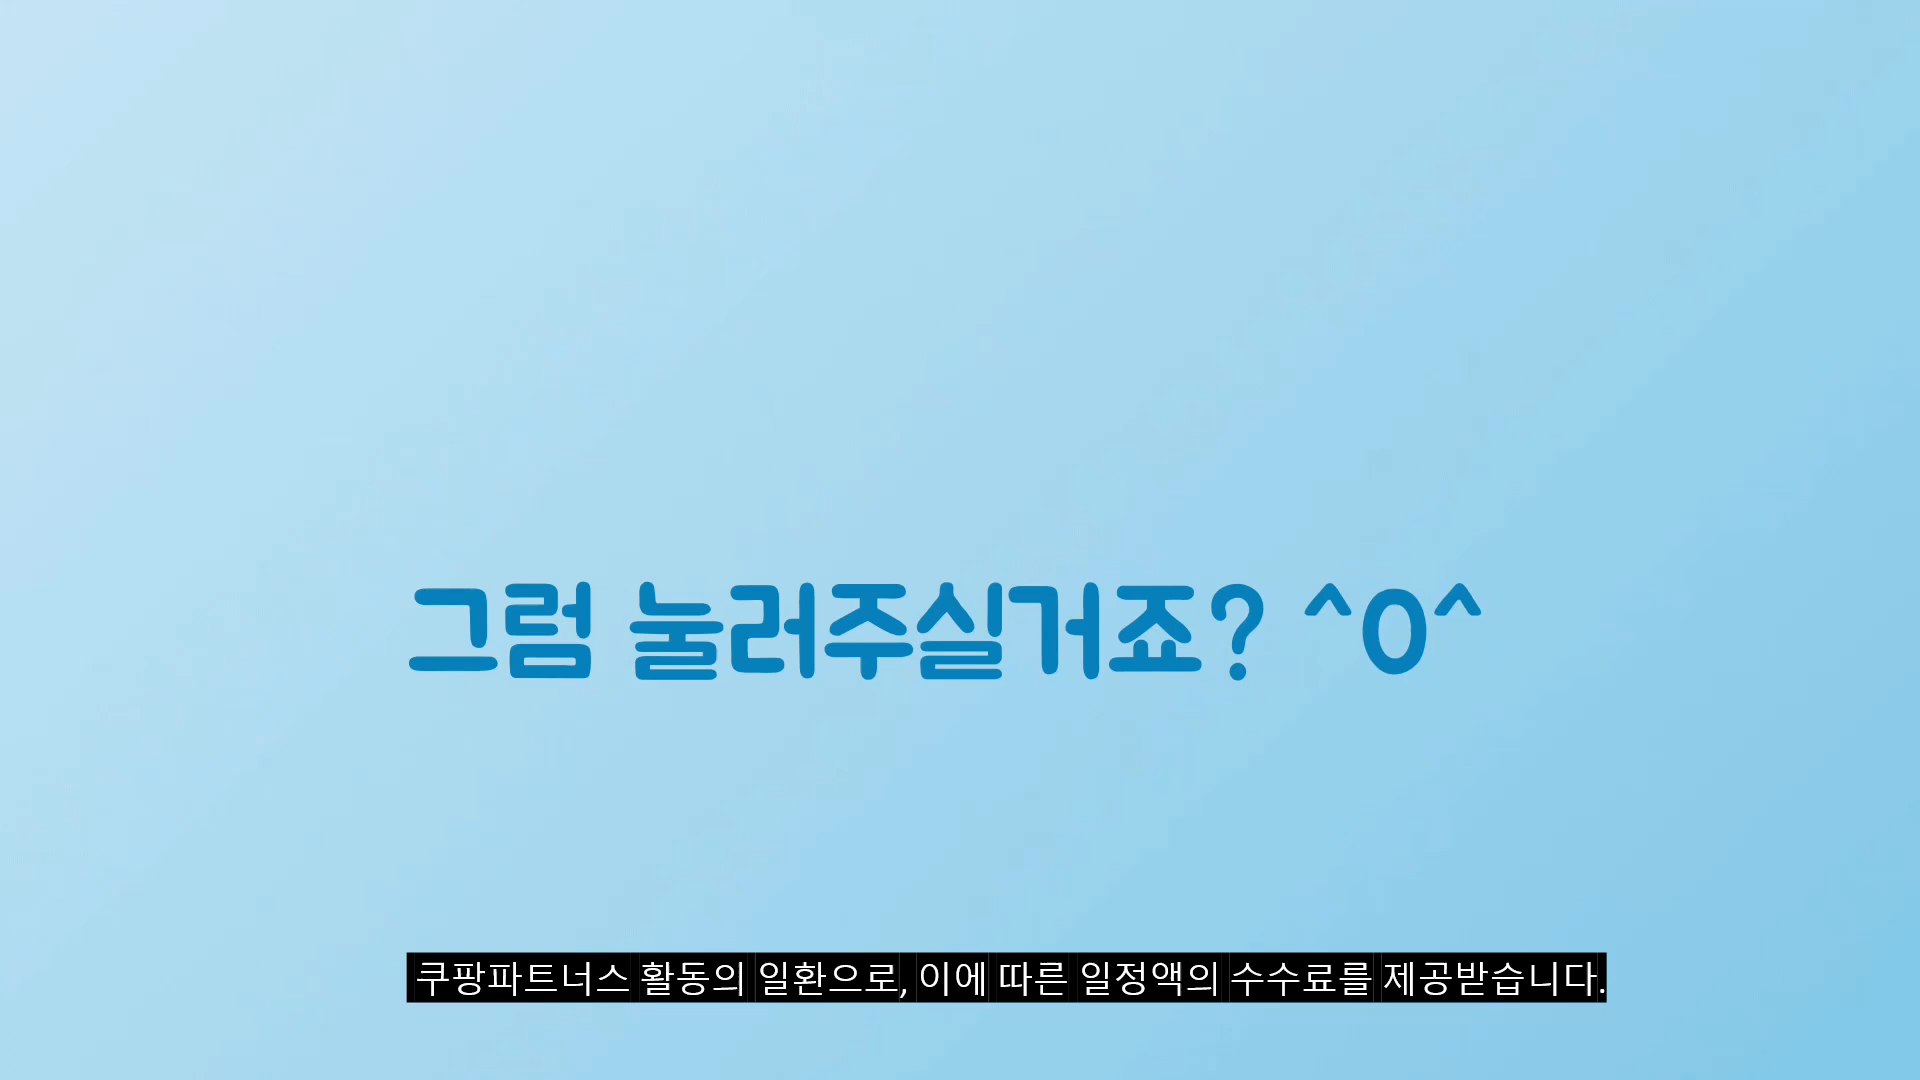 그럼 눌러주실거죠? ^0^
쿠팡파트너스 활동의 일환으로, 이에 따른 일정액의 수수료를 제공받습니다.